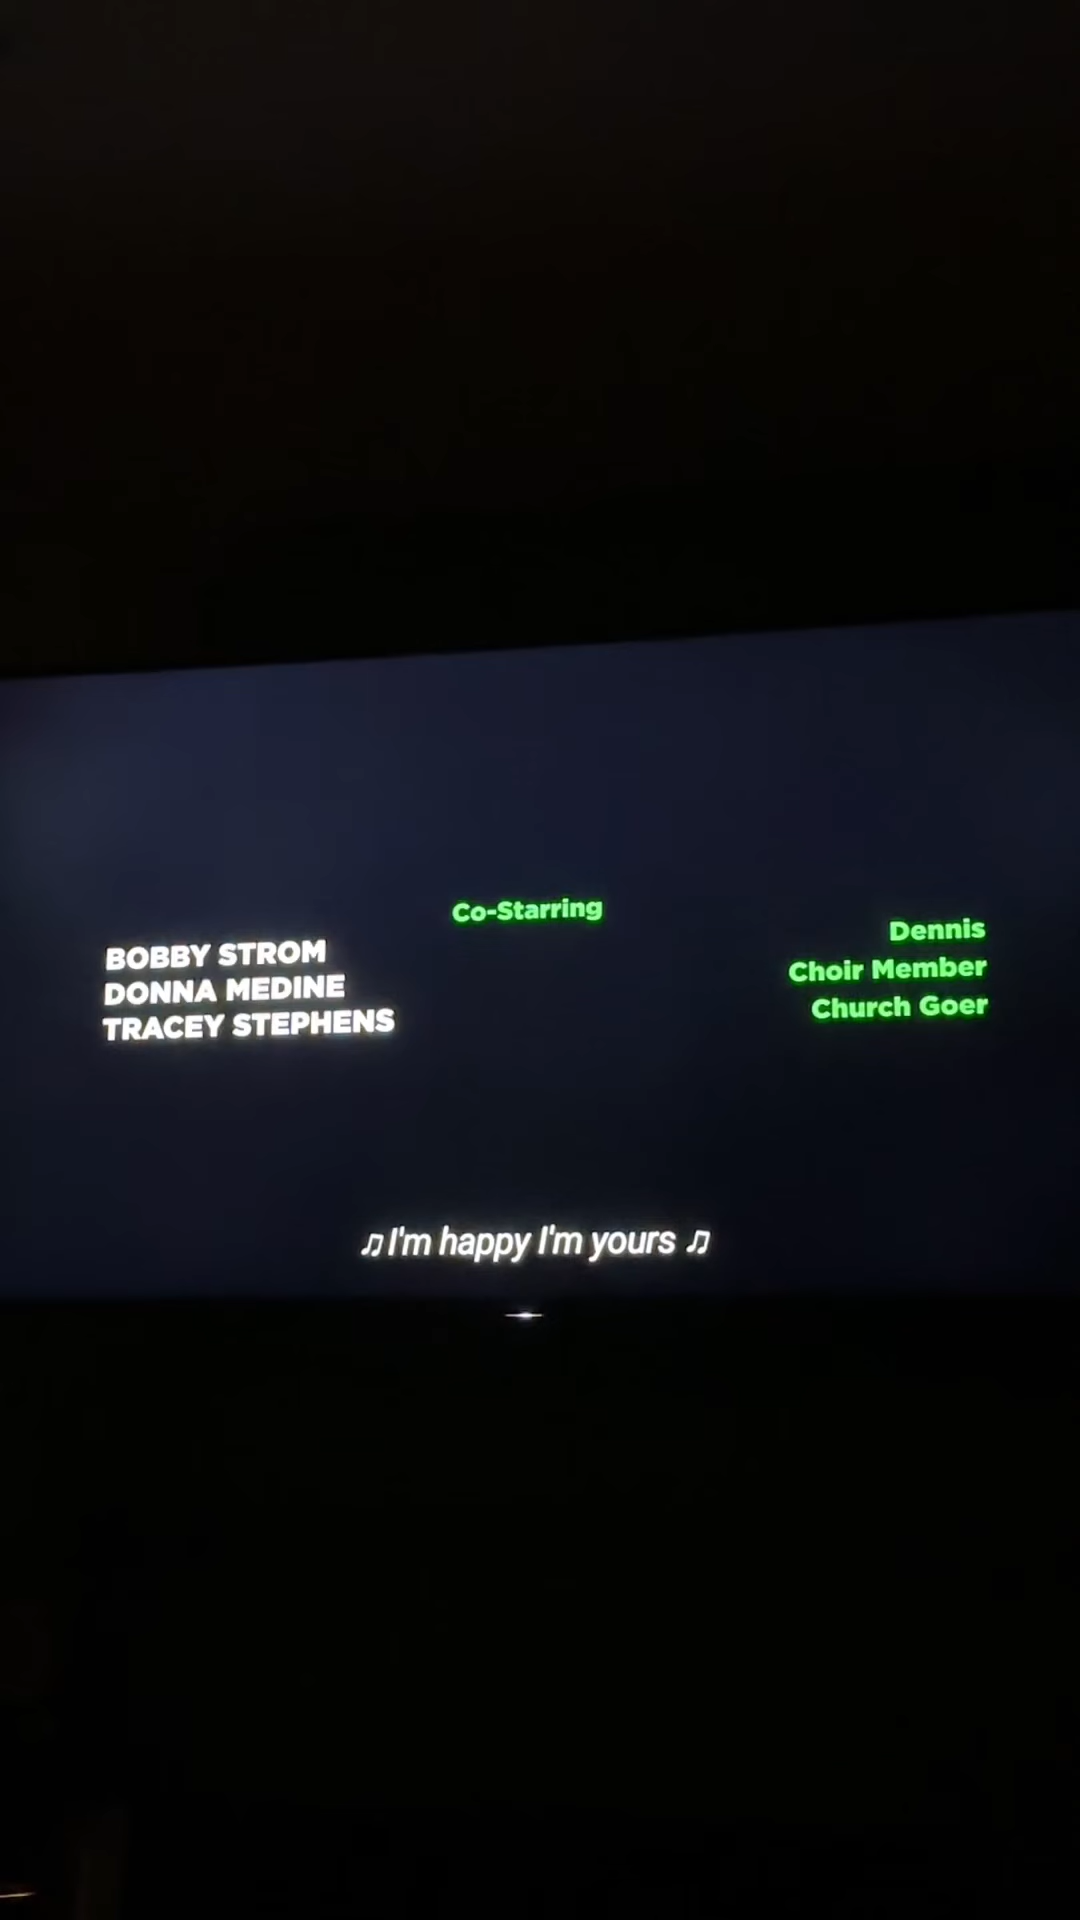 Co-Starring
BOBBY STROM Dennis
DONNA MEDINE Choir Member
TRACEY STEPHENS Church Goer
♫ I'm happy I'm yours ♫